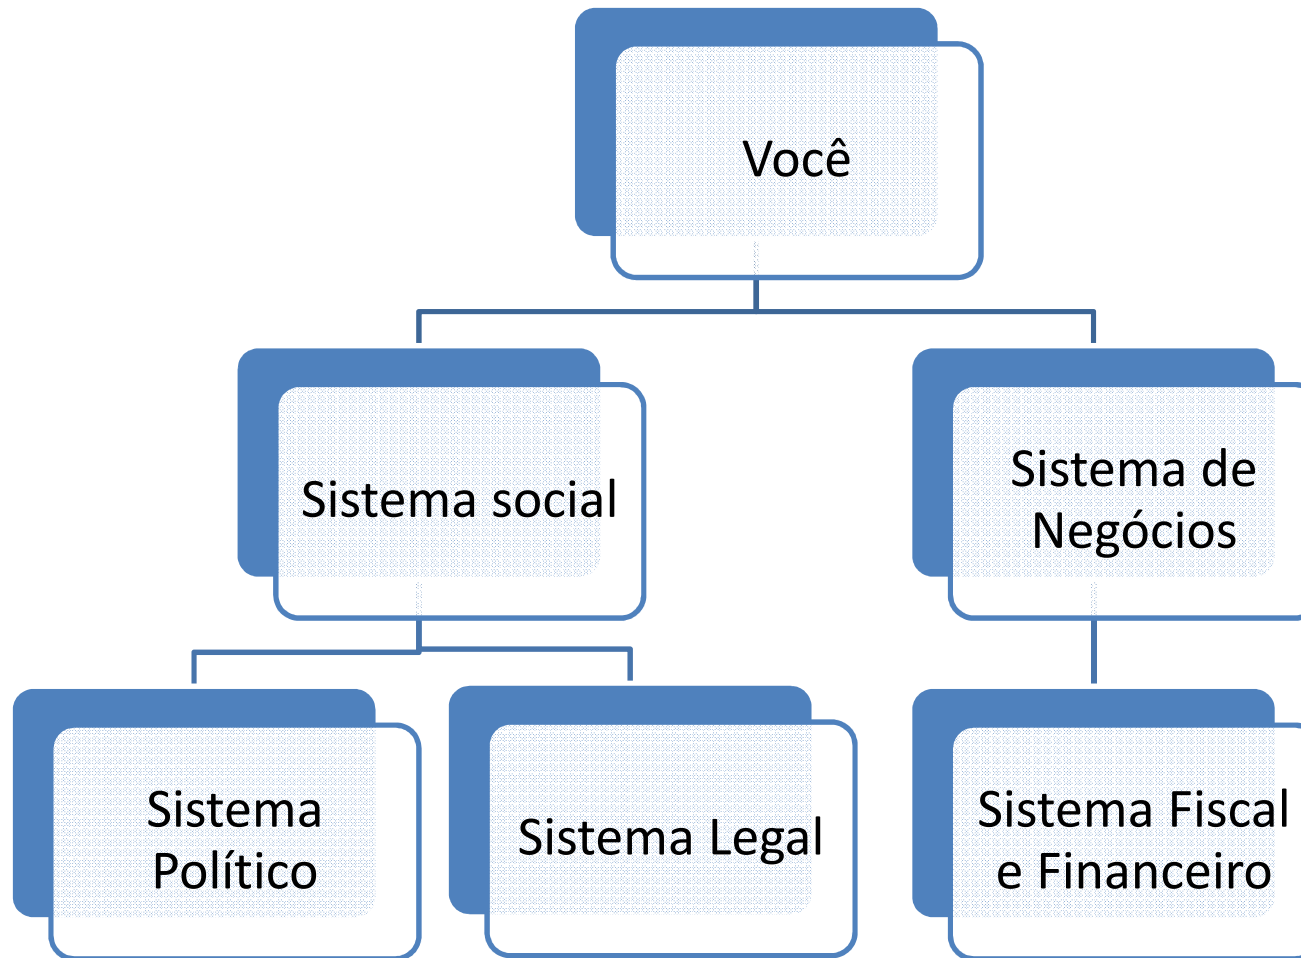 Você
Sistema social
Sistema de
Negócios
Sistema
Político
Sistema Legal
Sistema Fiscal
e Financeiro